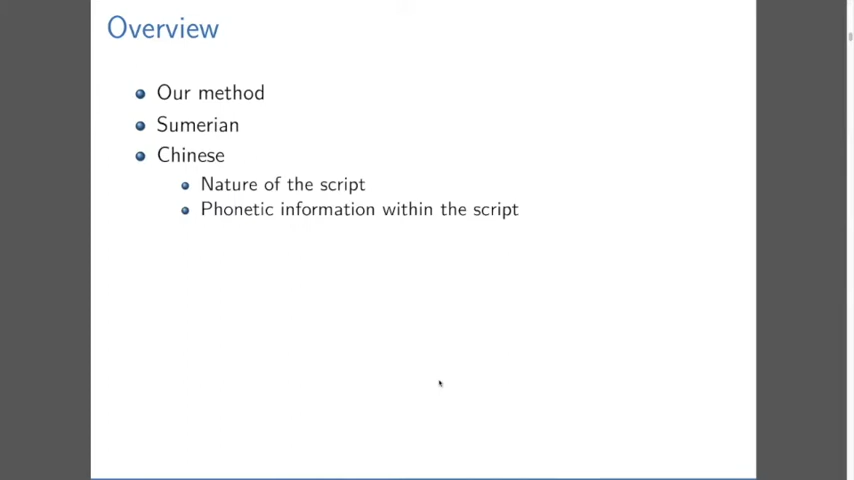 Overview
Our method
Sumerian
Chinese
Nature of the script
Phonetic information within the script